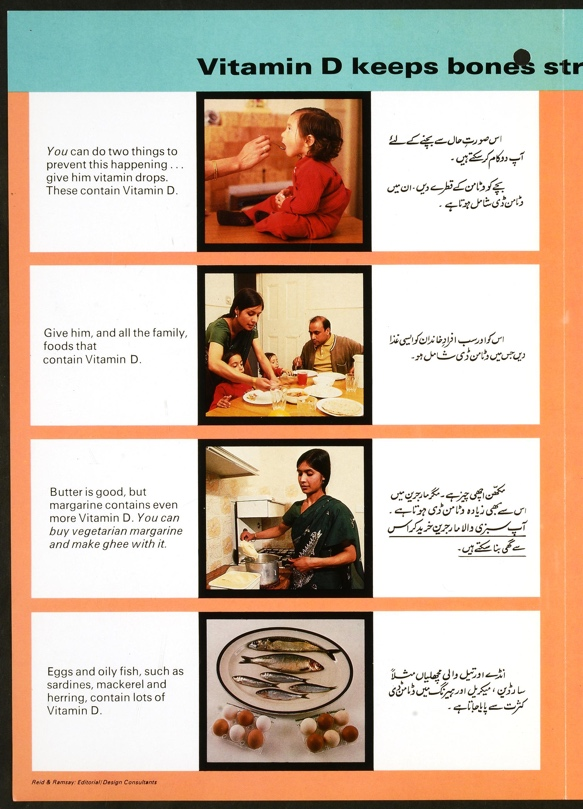 Vitamin D keeps bones str
You can do two things to
prevent this happening ...
give him vitamin drops.
These contain Vitamin D.
اس صورتِ حال سے بچنے کے لئے
آپ دو کام کر سکتے ہیں۔
بچے کو وٹامن کے قطرے دیں۔ ان میں
وٹامن ڈی شامل ہوتا ہے۔
Give him, and all the family,
foods that
contain Vitamin D.
اس کو اور سب افرادِ خاندان کو ایسی غذا
دیں جس میں وٹامن ڈی شامل ہو۔
Butter is good, but
margarine contains even
more Vitamin D. You can
buy vegetarian margarine
and make ghee with it.
مکھن اچھی چیز ہے۔ مگر مارجرین میں
اس سے بھی زیادہ وٹامن ڈی ہوتا ہے۔
آپ سبزی والا مارجرین خرید کر اس
سے گھی بنا سکتے ہیں۔
Eggs and oily fish, such as
sardines, mackerel and
herring, contain lots of
Vitamin D.
انڈے اور تیل والی مچھلیاں مثلاً
سارڈین، میکریل اور ہیرنگ میں وٹامن ڈی
کثرت سے پایا جاتا ہے۔
Reid & Ramsay: Editorial/Design Consultants